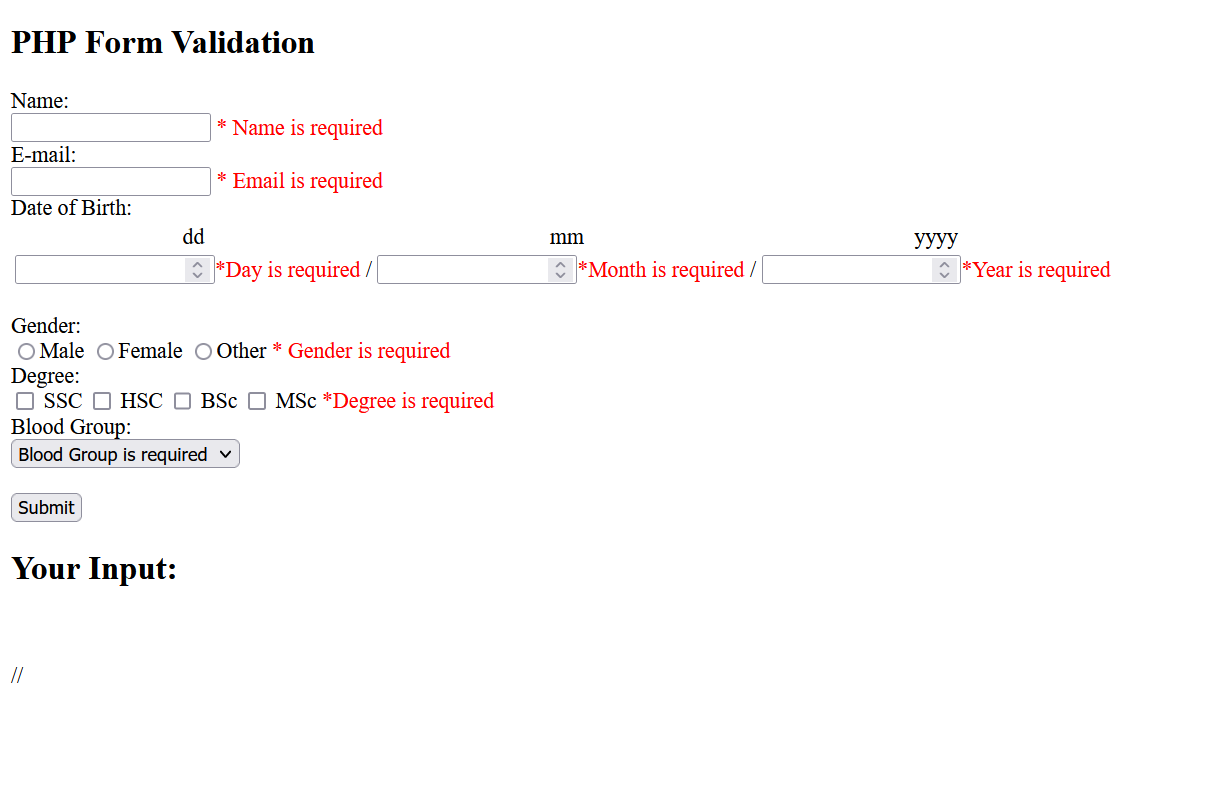 PHP Form Validation
Name:
* Name is required
E-mail:
* Email is required
Date of Birth:
dd mm yyyy
*Day is required / *Month is required / *Year is required
Gender:
Male Female Other * Gender is required
Degree:
SSC HSC BSc MSc *Degree is required
Blood Group:
Blood Group is required
Submit
Your Input:
//